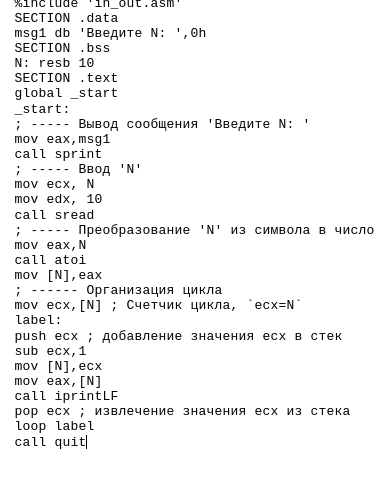 %include 'in_out.asm'
SECTION .data
msg1 db 'Введите N: ',0h
SECTION .bss
N: resb 10
SECTION .text
global _start
_start:
; ----- Вывод сообщения 'Введите N: '
mov eax,msg1
call sprint
; ----- Ввод 'N'
mov ecx, N
mov edx, 10
call sread
; ----- Преобразование 'N' из символа в число
mov eax,N
call atoi
mov [N],eax
; ------ Организация цикла
mov ecx,[N] ; Счетчик цикла, `ecx=N`
label:
push ecx ; добавление значения ecx в стек
sub ecx,1
mov [N],ecx
mov eax,[N]
call iprintLF
pop ecx ; извлечение значения ecx из стека
loop label
call quit